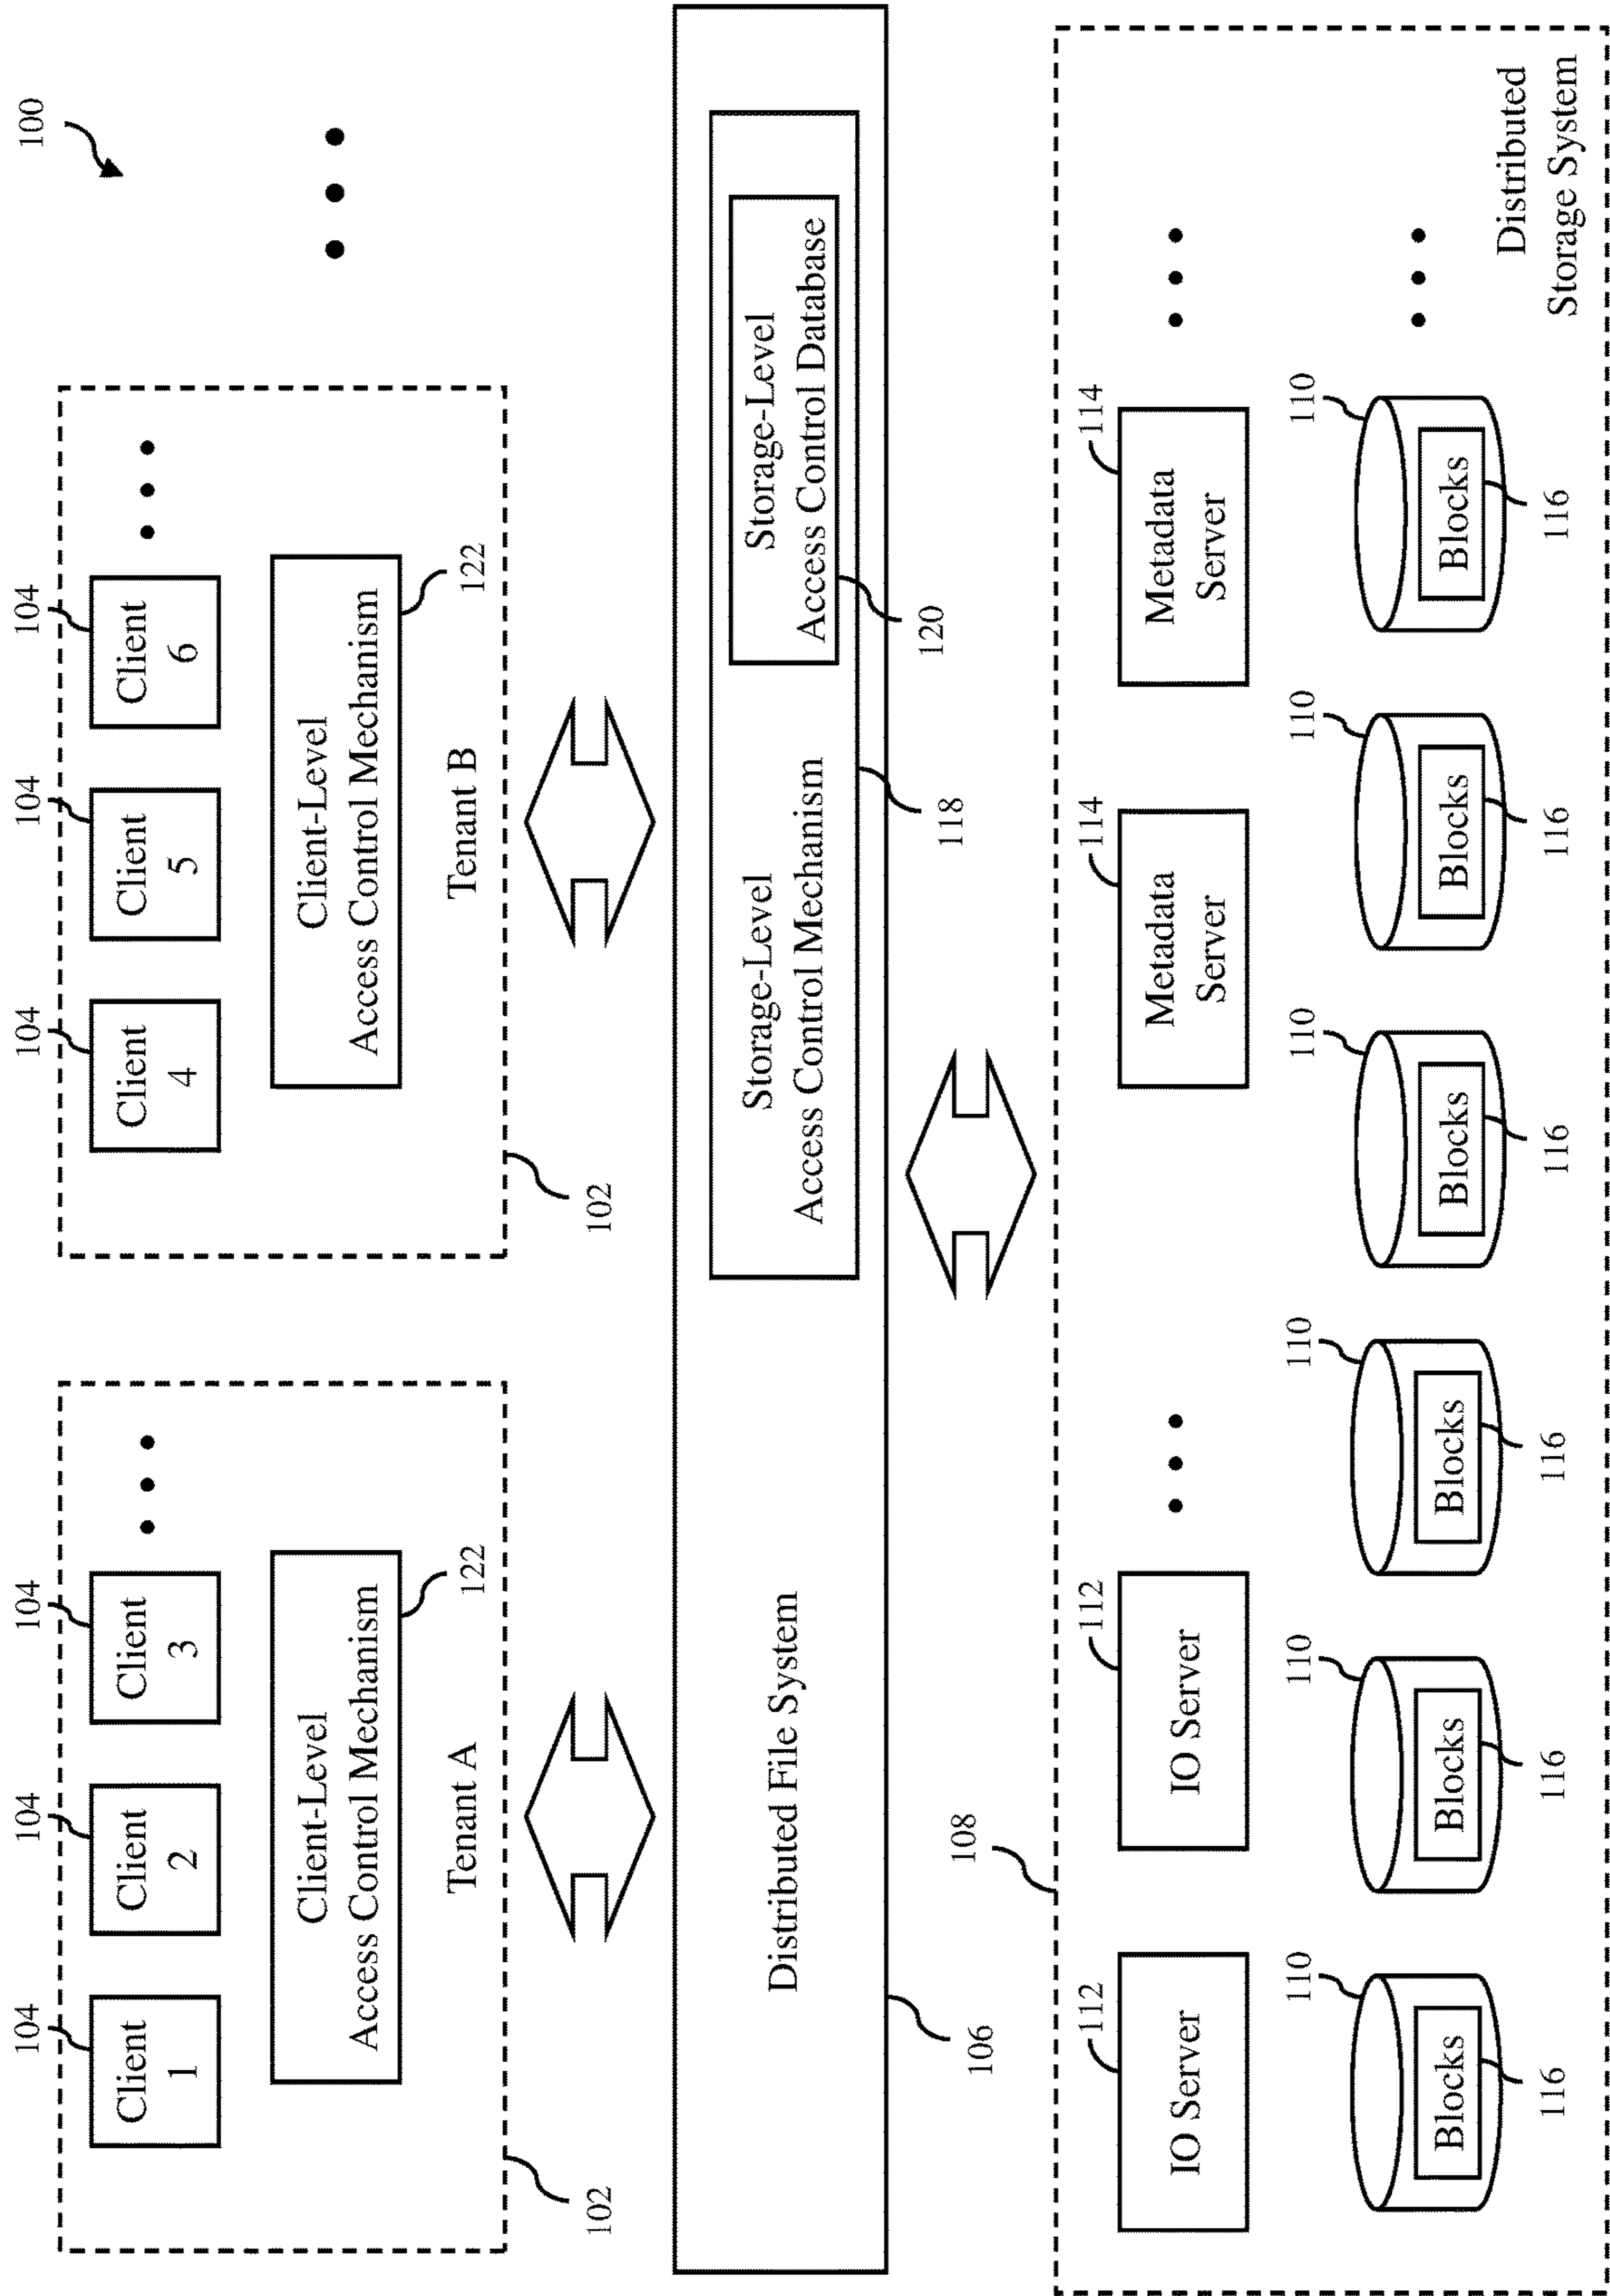 100
104
104
104
104
104
104
Client
1
Client
2
Client
3
Client
4
Client
5
Client
6
Client-Level
Access Control Mechanism
Client-Level
Access Control Mechanism
122
122
Tenant A
Tenant B
102
102
Distributed File System
Storage-Level
Access Control Mechanism
Storage-Level
Access Control Database
106
118
120
108
112
112
114
114
IO Server
IO Server
Metadata
Server
Metadata
Server
110
110
110
110
110
110
Blocks
Blocks
Blocks
Blocks
Blocks
Blocks
116
116
116
116
116
116
Distributed
Storage System